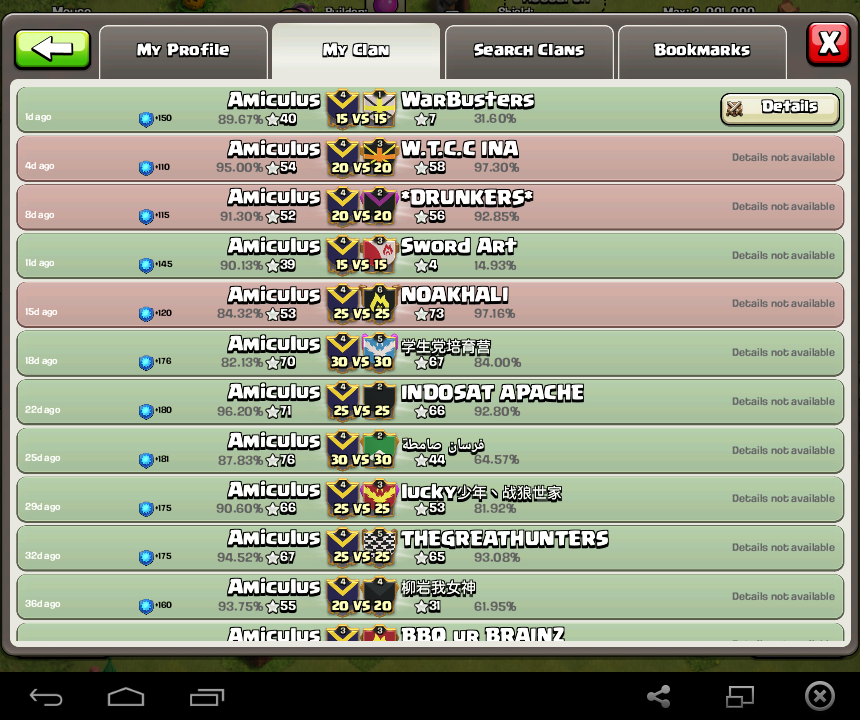 My Profile
My Clan
Search Clans
Bookmarks
X
Amiculus 4 1 WarBusters
1d ago +150 89.67% 40 15 VS 15 7 31.60% Details
Amiculus 4 3 W.T.C.C INA
4d ago +110 95.00% 54 20 VS 20 58 97.30% Details not available
Amiculus 4 2 *DRUNKERS*
8d ago +115 91.30% 52 20 VS 20 56 92.85% Details not available
Amiculus 4 3 Sword Art
11d ago +145 90.13% 39 15 VS 15 4 14.93% Details not available
Amiculus 4 6 NOAKHALI
15d ago +120 84.32% 53 25 VS 25 73 97.16% Details not available
Amiculus 4 5 学生党培育营
18d ago +176 82.13% 70 30 VS 30 67 84.00% Details not available
Amiculus 4 2 INDOSAT APACHE
22d ago +180 96.20% 71 25 VS 25 66 92.80% Details not available
Amiculus 4 2 فرسان صامطة
25d ago +181 87.83% 76 30 VS 30 44 64.57% Details not available
Amiculus 4 3 lucky少年丶战狼世家
29d ago +175 90.60% 66 25 VS 25 53 81.92% Details not available
Amiculus 4 5 THEGREATHUNTERS
32d ago +175 94.52% 67 25 VS 25 65 93.08% Details not available
Amiculus 4 4 柳岩我女神
36d ago +160 93.75% 55 20 VS 20 31 61.95% Details not available
Amiculus 3 3 BBQ ur BRAINZ